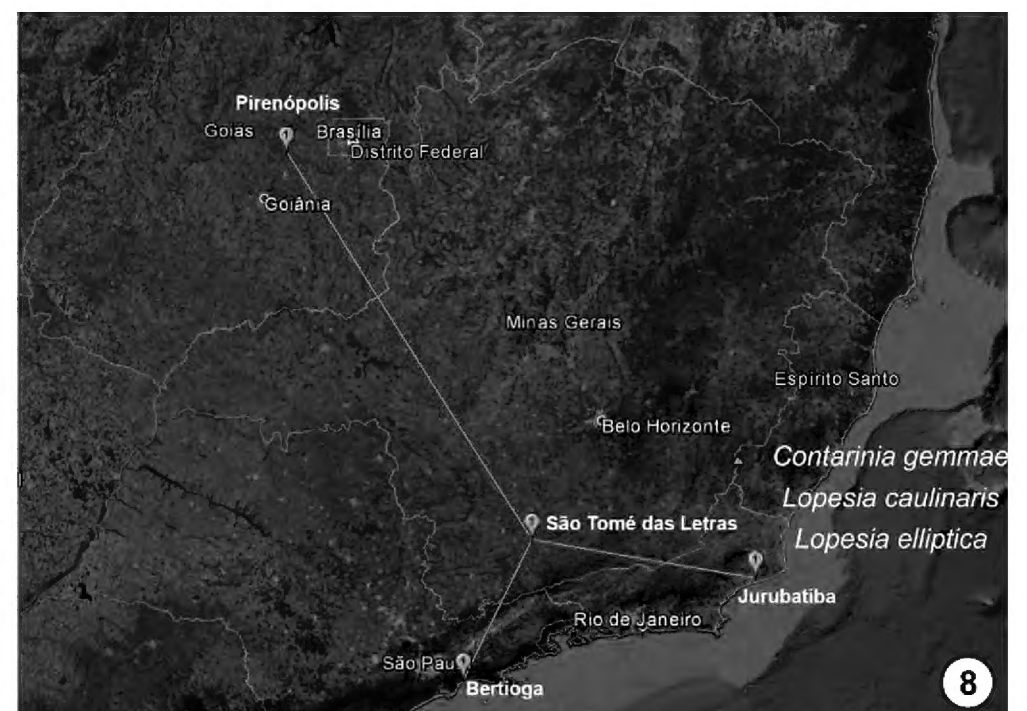 Pirenópolis
Goiás
Brasília
Distrito Federal
Goiânia
Minas Gerais
Espírito Santo
Belo Horizonte
Contarinia gemmae
Lopesia caulinaris
Lopesia elliptica
São Tomé das Letras
Jurubatiba
Rio de Janeiro
São Pau
Bertioga
8